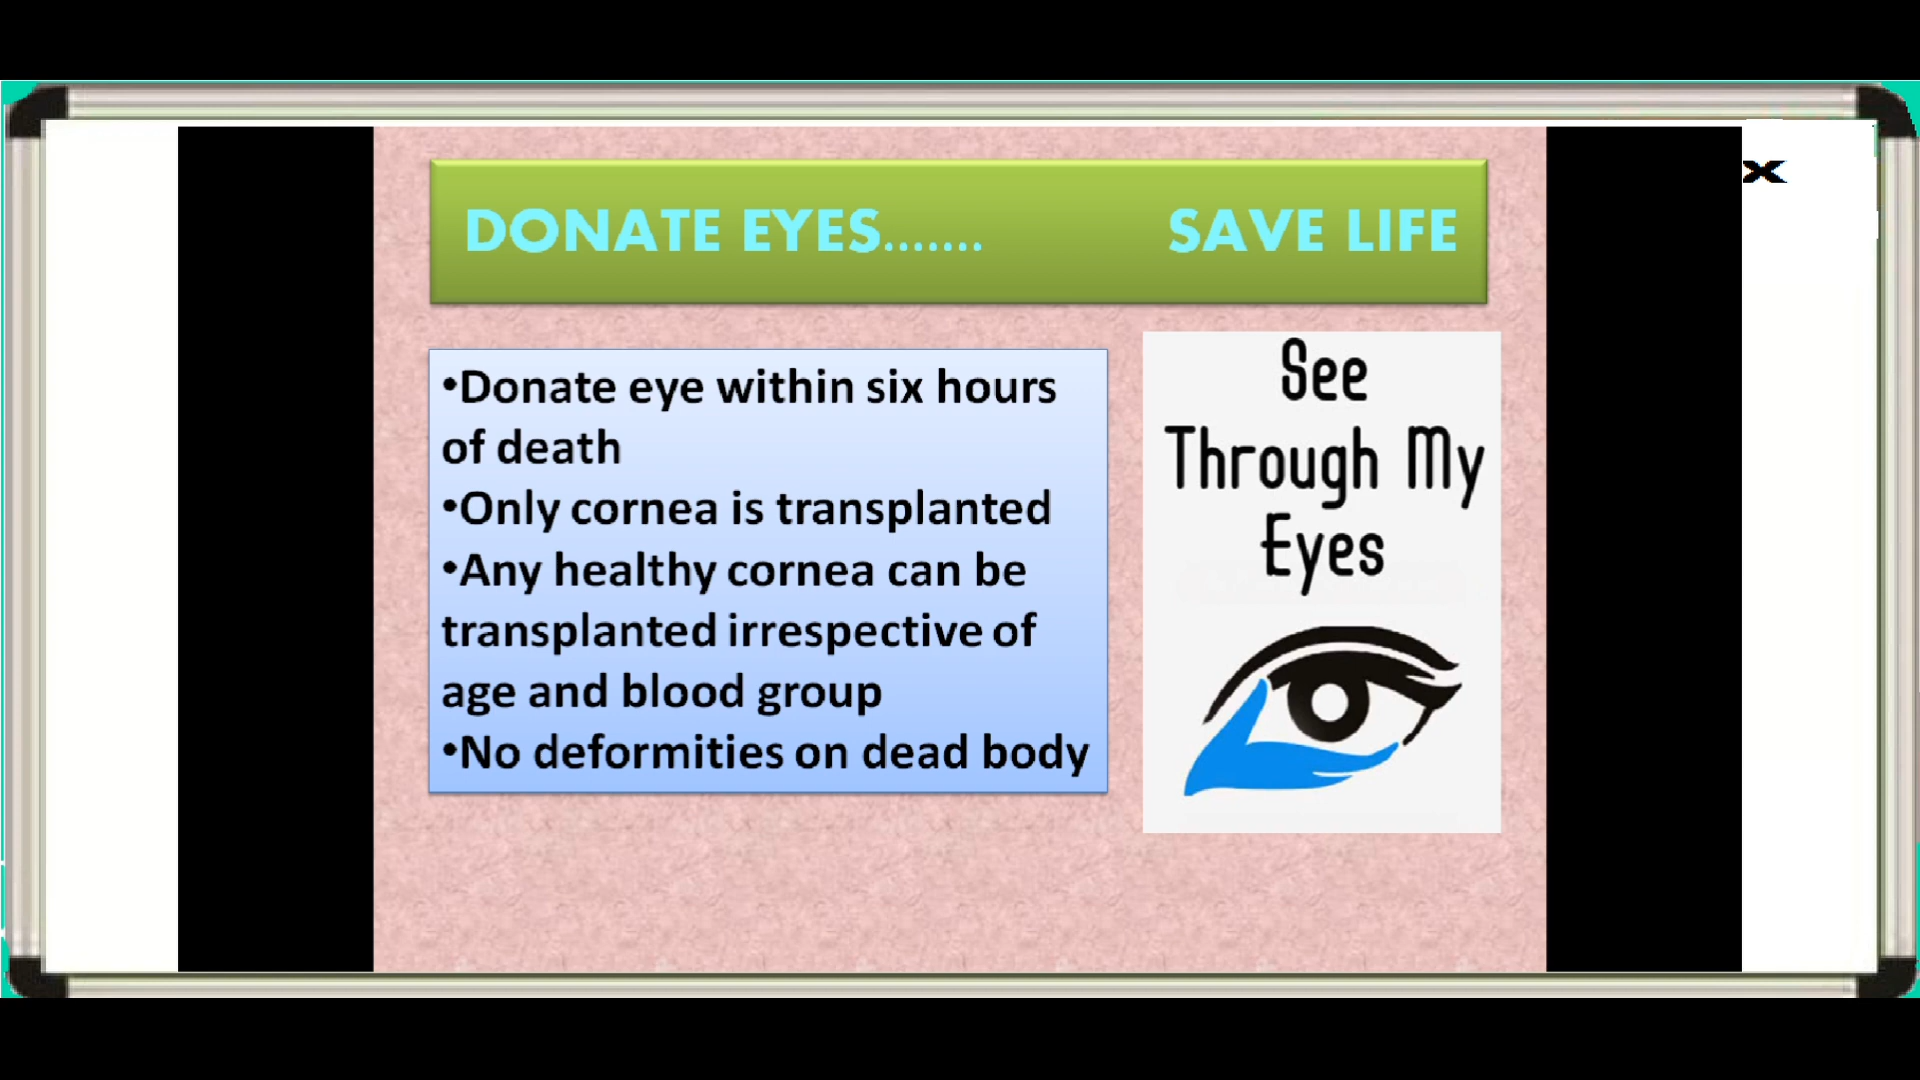 DONATE EYES....... SAVE LIFE
•Donate eye within six hours
of death
•Only cornea is transplanted
•Any healthy cornea can be
transplanted irrespective of
age and blood group
•No deformities on dead body
See
Through My
Eyes
x